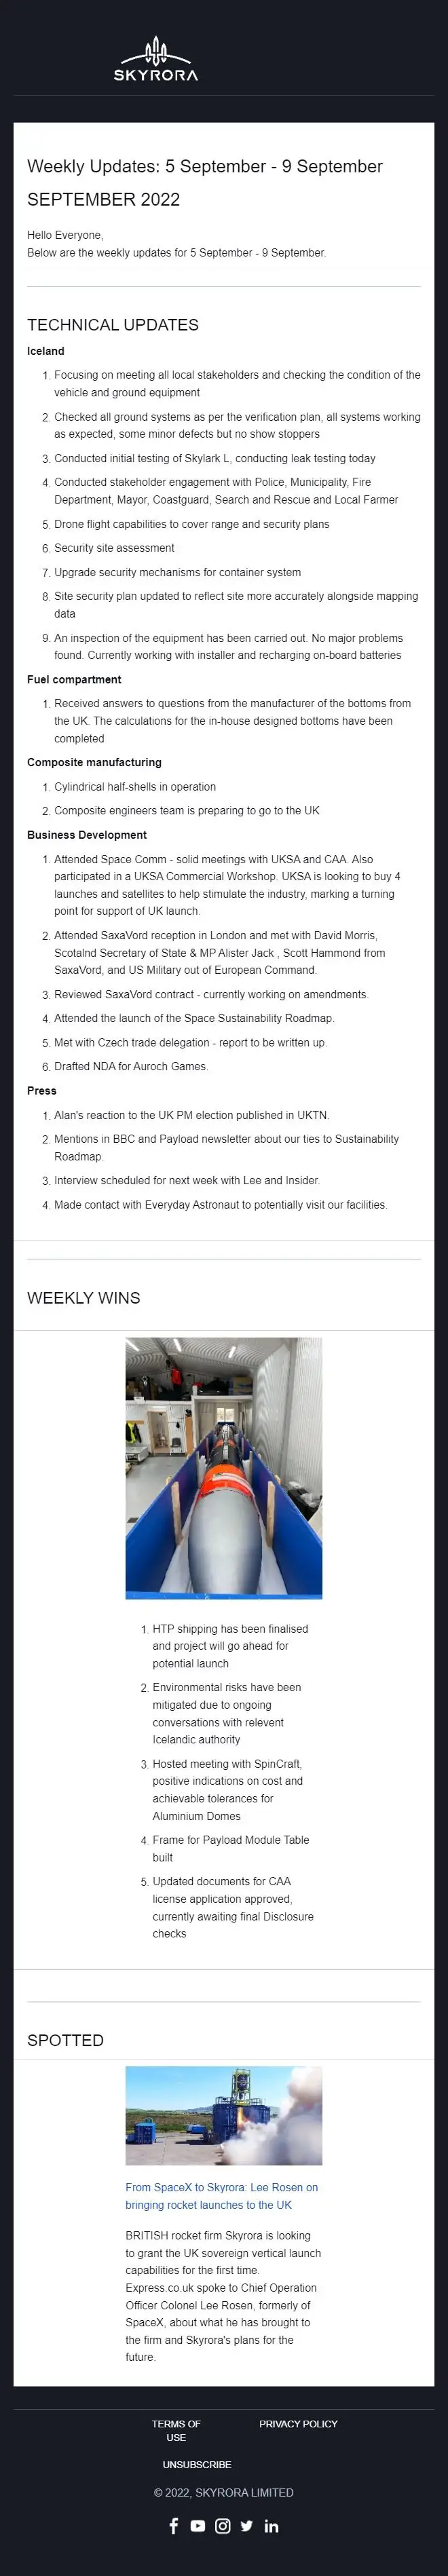 SKYRORA
Weekly Updates: 5 September - 9 September
SEPTEMBER 2022
Hello Everyone,
Below are the weekly updates for 5 September - 9 September.
TECHNICAL UPDATES
Iceland
1. Focusing on meeting all local stakeholders and checking the condition of the
vehicle and ground equipment
2. Checked all ground systems as per the verification plan, all systems working
as expected, some minor defects but no show stoppers
3. Conducted initial testing of Skylark L, conducting leak testing today
4. Conducted stakeholder engagement with Police, Municipality, Fire
Department, Mayor, Coastguard, Search and Rescue and Local Farmer
5. Drone flight capabilities to cover range and security plans
6. Security site assessment
7. Upgrade security mechanisms for container system
8. Site security plan updated to reflect site more accurately alongside mapping
data
9. An inspection of the equipment has been carried out. No major problems
found. Currently working with installer and recharging on-board batteries
Fuel compartment
1. Received answers to questions from the manufacturer of the bottoms from
the UK. The calculations for the in-house designed bottoms have been
completed
Composite manufacturing
1. Cylindrical half-shells in operation
2. Composite engineers team is preparing to go to the UK
Business Development
1. Attended Space Comm - solid meetings with UKSA and CAA. Also
participated in a UKSA Commercial Workshop. UKSA is looking to buy 4
launches and satellites to help stimulate the industry, marking a turning
point for support of UK launch.
2. Attended SaxaVord reception in London and met with David Morris,
Scotalnd Secretary of State & MP Alister Jack , Scott Hammond from
SaxaVord, and US Military out of European Command.
3. Reviewed SaxaVord contract - currently working on amendments.
4. Attended the launch of the Space Sustainability Roadmap.
5. Met with Czech trade delegation - report to be written up.
6. Drafted NDA for Auroch Games.
Press
1. Alan's reaction to the UK PM election published in UKTN.
2. Mentions in BBC and Payload newsletter about our ties to Sustainability
Roadmap.
3. Interview scheduled for next week with Lee and Insider.
4. Made contact with Everyday Astronaut to potentially visit our facilities.
WEEKLY WINS
1. HTP shipping has been finalised
and project will go ahead for
potential launch
2. Environmental risks have been
mitigated due to ongoing
conversations with relevent
Icelandic authority
3. Hosted meeting with SpinCraft,
positive indications on cost and
achievable tolerances for
Aluminium Domes
4. Frame for Payload Module Table
built
5. Updated documents for CAA
license application approved,
currently awaiting final Disclosure
checks
SPOTTED
From SpaceX to Skyrora: Lee Rosen on
bringing rocket launches to the UK
BRITISH rocket firm Skyrora is looking
to grant the UK sovereign vertical launch
capabilities for the first time.
Express.co.uk spoke to Chief Operation
Officer Colonel Lee Rosen, formerly of
SpaceX, about what he has brought to
the firm and Skyrora's plans for the
future.
TERMS OF
USE
PRIVACY POLICY
UNSUBSCRIBE
© 2022, SKYRORA LIMITED